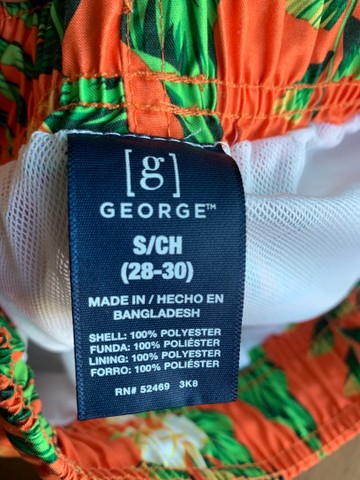 [g]
GEORGE™
S/CH
(28-30)
MADE IN / HECHO EN
BANGLADESH
SHELL: 100% POLYESTER
FUNDA: 100% POLIÉSTER
LINING: 100% POLYESTER
FORRO: 100% POLIÉSTER
RN# 52469 3K8